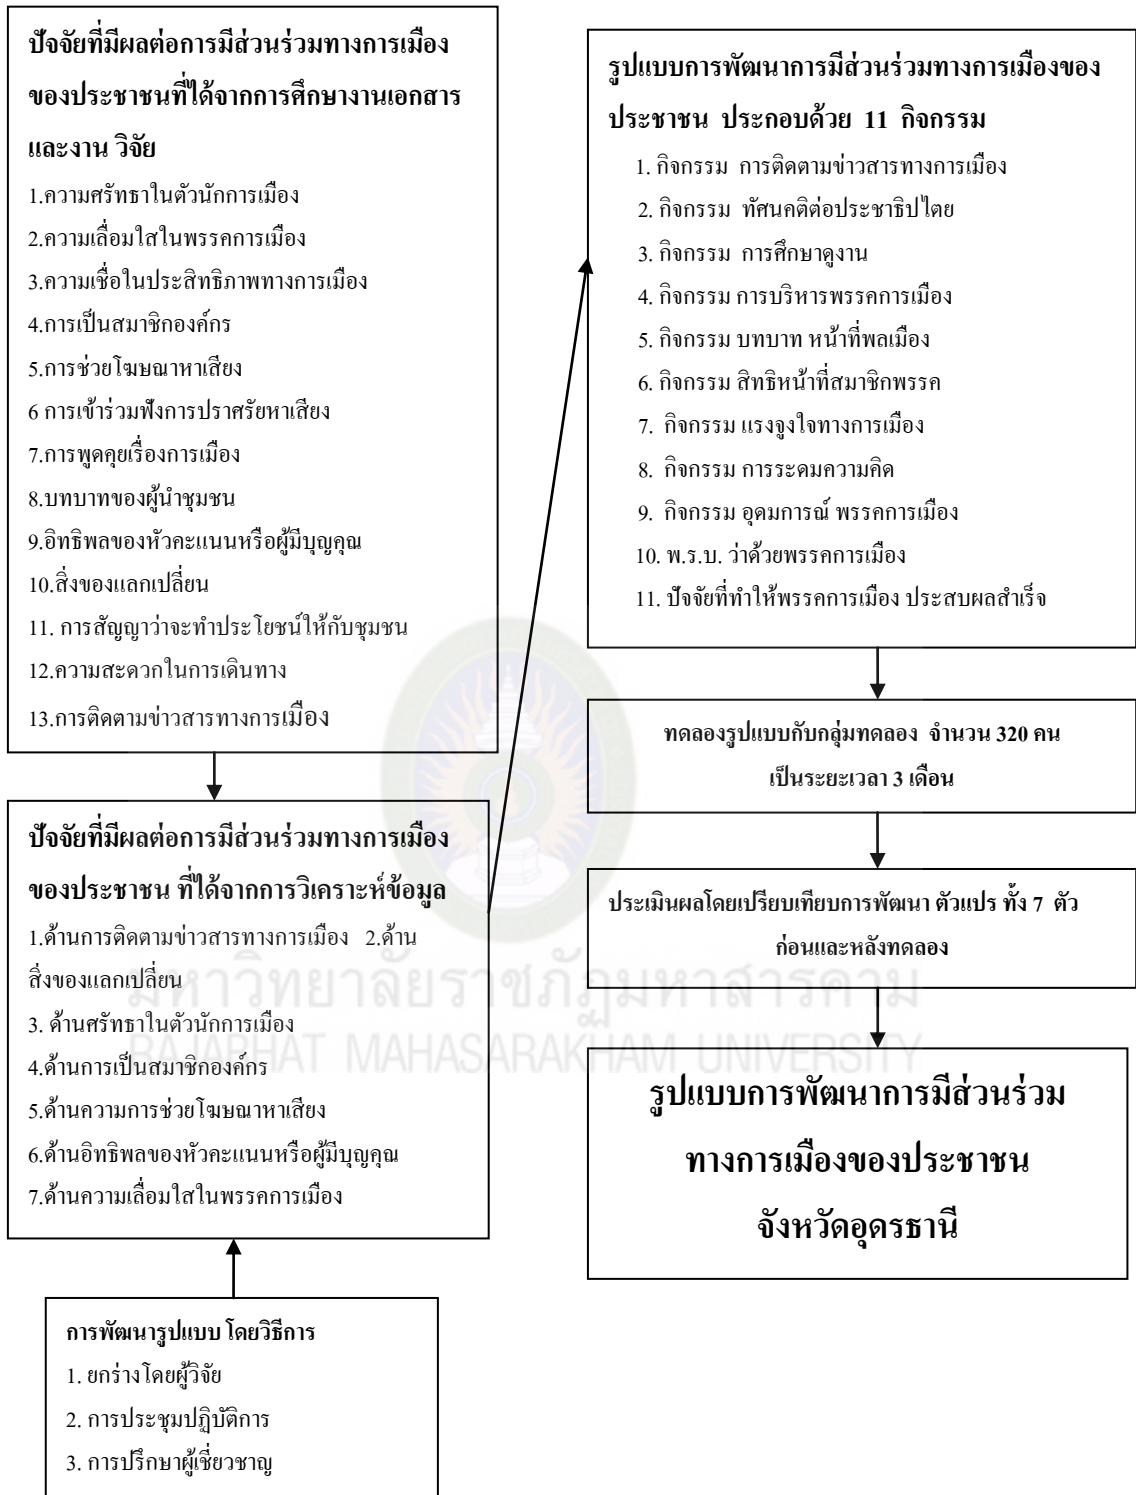 ปัจจัยที่มีผลต่อการมีส่วนร่วมทางการเมือง
ของประชาชนที่ได้จากการศึกษางานเอกสาร
และงาน วิจัย
1.ความศรัทธาในตัวนักการเมือง
2.ความเลื่อมใสในพรรคการเมือง
3.ความเชื่อในประสิทธิภาพทางการเมือง
4.การเป็นสมาชิกองค์กร
5.การช่วยโฆษณาหาเสียง
6 การเข้าร่วมฟังการปราศรัยหาเสียง
7.การพูดคุยเรื่องการเมือง
8.บทบาทของผู้นำชุมชน
9.อิทธิพลของหัวคะแนนหรือผู้มีบุญคุณ
10.สิ่งของแลกเปลี่ยน
11. การสัญญาว่าจะทำประโยชน์ให้กับชุมชน
12.ความสะดวกในการเดินทาง
13.การติดตามข่าวสารทางการเมือง
ปัจจัยที่มีผลต่อการมีส่วนร่วมทางการเมือง
ของประชาชน ที่ได้จากการวิเคราะห์ข้อมูล
1.ด้านการติดตามข่าวสารทางการเมือง 2.ด้าน
สิ่งของแลกเปลี่ยน
3. ด้านศรัทธาในตัวนักการเมือง
4.ด้านการเป็นสมาชิกองค์กร
5.ด้านความการช่วยโฆษณาหาเสียง
6.ด้านอิทธิพลของหัวคะแนนหรือผู้มีบุญคุณ
7.ด้านความเลื่อมใสในพรรคการเมือง
การพัฒนารูปแบบ โดยวิธีการ
1. ยกร่างโดยผู้วิจัย
2. การประชุมปฏิบัติการ
3. การปรึกษาผู้เชี่ยวชาญ
รูปแบบการพัฒนาการมีส่วนร่วมทางการเมืองของ
ประชาชน ประกอบด้วย 11 กิจกรรม
1. กิจกรรม การติดตามข่าวสารทางการเมือง
2. กิจกรรม ทัศนคติต่อประชาธิปไตย
3. กิจกรรม การศึกษาดูงาน
4. กิจกรรม การบริหารพรรคการเมือง
5. กิจกรรม บทบาท หน้าที่พลเมือง
6. กิจกรรม สิทธิหน้าที่สมาชิกพรรค
7. กิจกรรม แรงจูงใจทางการเมือง
8. กิจกรรม การระดมความคิด
9. กิจกรรม อุดมการณ์ พรรคการเมือง
10. พ.ร.บ. ว่าด้วยพรรคการเมือง
11. ปัจจัยที่ทำให้พรรคการเมือง ประสบผลสำเร็จ
ทดลองรูปแบบกับกลุ่มทดลอง จำนวน 320 คน
เป็นระยะเวลา 3 เดือน
ประเมินผลโดยเปรียบเทียบการพัฒนา ตัวแปร ทั้ง 7 ตัว
ก่อนและหลังทดลอง
รูปแบบการพัฒนาการมีส่วนร่วม
ทางการเมืองของประชาชน
จังหวัดอุดรธานี
มหาวิทยาลัยราชภัฏมหาสารคาม
RAJABHAT MAHASARAKHAM UNIVERSITY